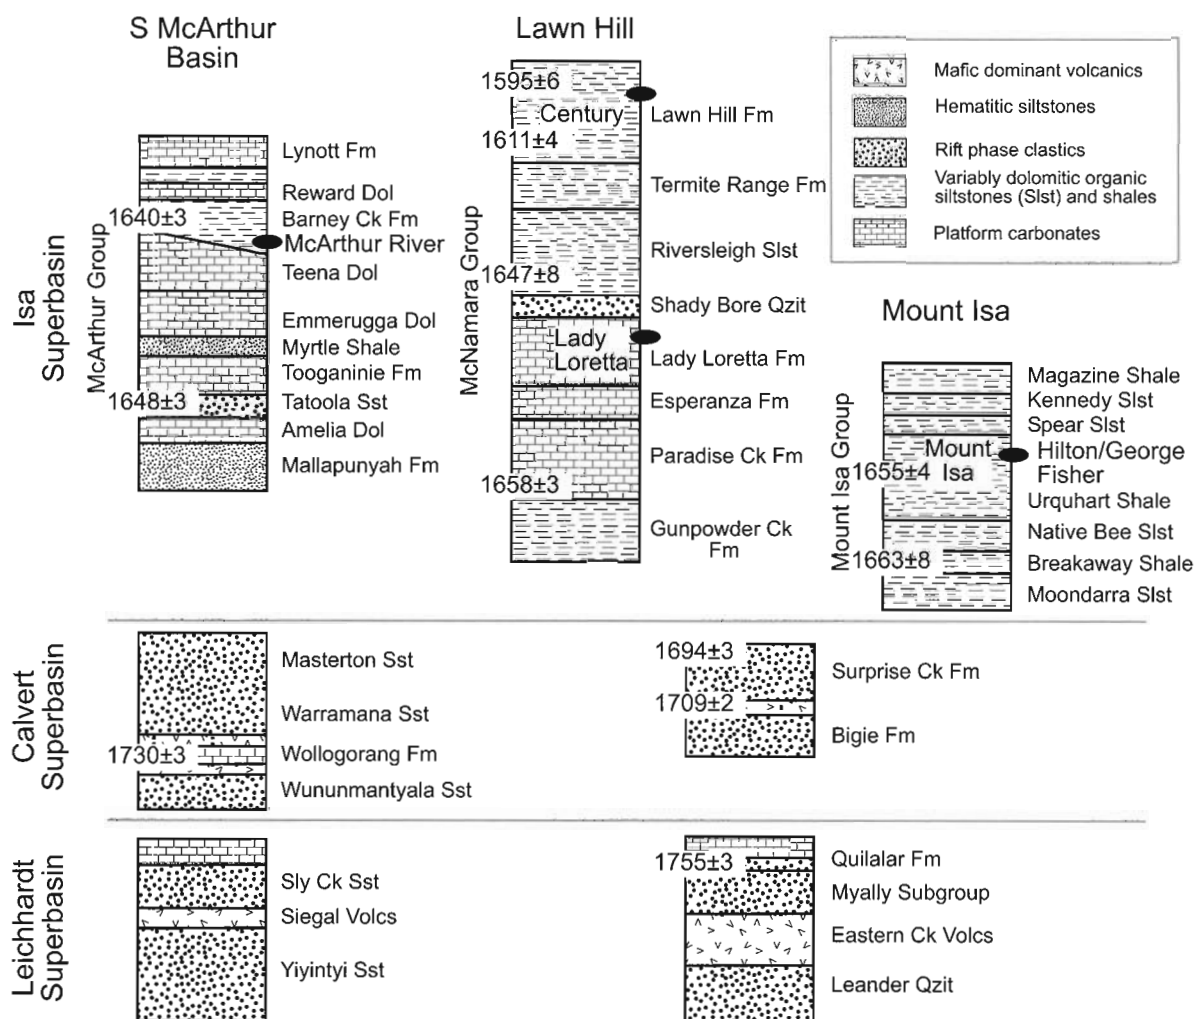 S McArthur
Basin
Lawn Hill
Mafic dominant volcanics
Hematitic siltstones
Rift phase clastics
Variably dolomitic organic
siltstones (Slst) and shales
Platform carbonates
Isa
Superbasin
McArthur Group
Lynott Fm
Reward Dol
1640±3
Barney Ck Fm
McArthur River
Teena Dol
Emmerugga Dol
Myrtle Shale
Tooganinie Fm
1648±3
Tatoola Sst
Amelia Dol
Mallapunyah Fm
McNamara Group
1595±6
Century
Lawn Hill Fm
1611±4
Termite Range Fm
Riversleigh Slst
1647±8
Shady Bore Qzit
Lady
Loretta
Lady Loretta Fm
Esperanza Fm
Paradise Ck Fm
1658±3
Gunpowder Ck
Fm
Mount Isa
Mount Isa Group
Magazine Shale
Kennedy Slst
Spear Slst
Mount
Isa
Hilton/George
Fisher
1655±4
Urquhart Shale
Native Bee Slst
1663±8
Breakaway Shale
Moondarra Slst
Calvert
Superbasin
Masterton Sst
Warramana Sst
1730±3
Wollogorang Fm
Wununmantyala Sst
1694±3
Surprise Ck Fm
1709±2
Bigie Fm
Leichhardt
Superbasin
Sly Ck Sst
Siegal Volcs
Yiyintyi Sst
1755±3
Quilalar Fm
Myally Subgroup
Eastern Ck Volcs
Leander Qzit